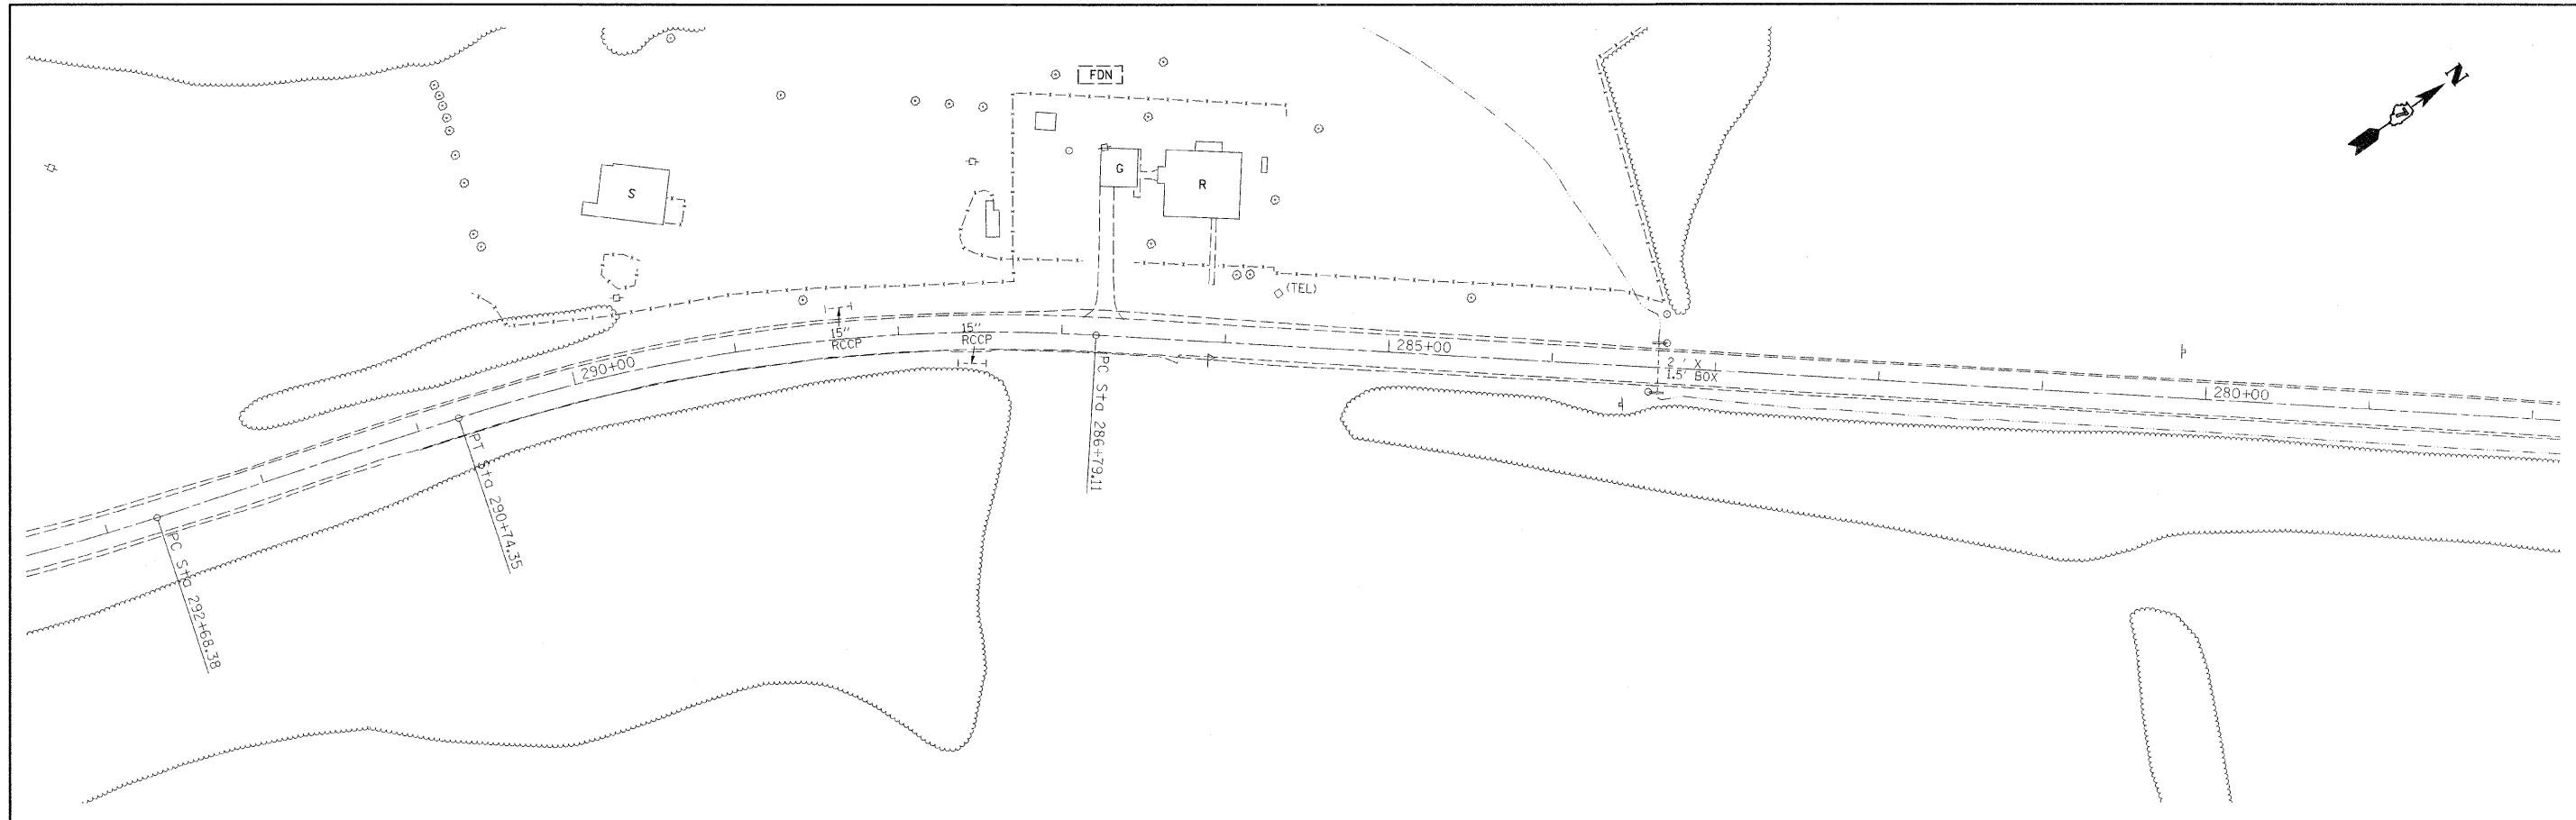 FDN
N
G
R
S
(TEL)
15"
RCCP
15"
RCCP
285+00
2' X
1.5' BOX
280+00
290+00
PC Sta 286+79.11
PT Sta 290+74.35
PC Sta 292+68.38